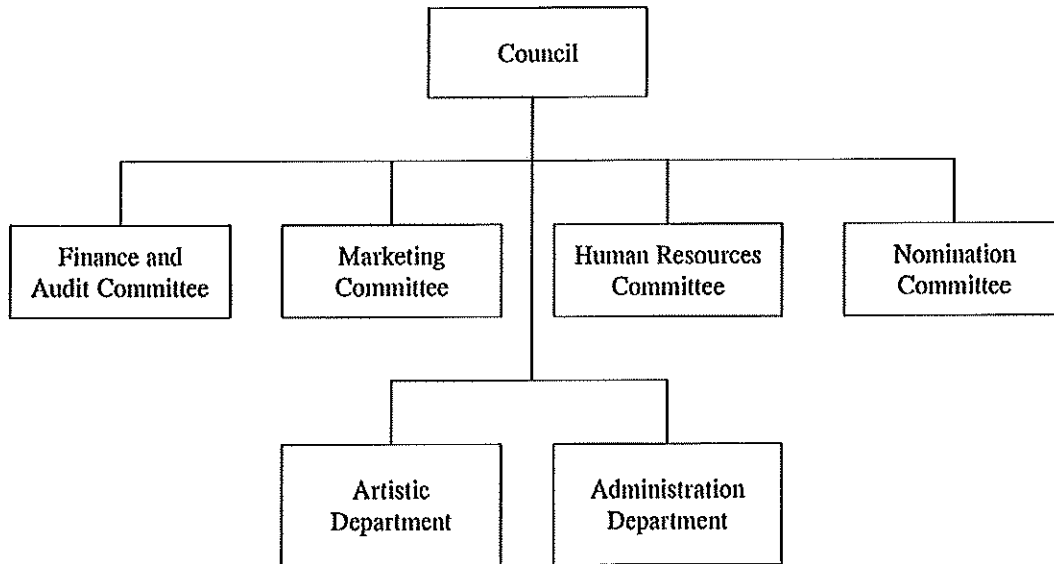 Council
Finance and
Audit Committee
Marketing
Committee
Human Resources
Committee
Nomination
Committee
Artistic
Department
Administration
Department